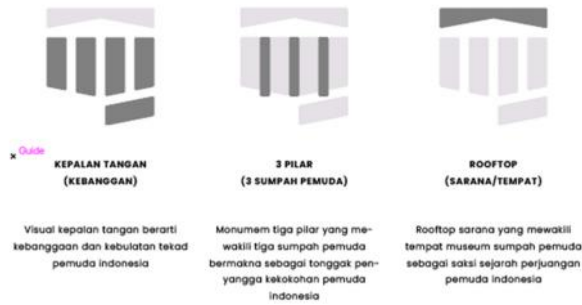 × Guide
KEPALAN TANGAN
(KEBANGGAN)
Visual kepalan tangan berarti
kebanggaan dan kebulatan tekad
pemuda indonesia
3 PILAR
(3 SUMPAH PEMUDA)
Monumem tiga pilar yang me-
wakili tiga sumpah pemuda
bermakna sebagai tonggak pen-
yangga kekokohan pemuda
indonesia
ROOFTOP
(SARANA/TEMPAT)
Rooftop sarana yang mewakili
tempat museum sumpah pemuda
sebagai saksi sejarah perjuangan
pemuda indonesia